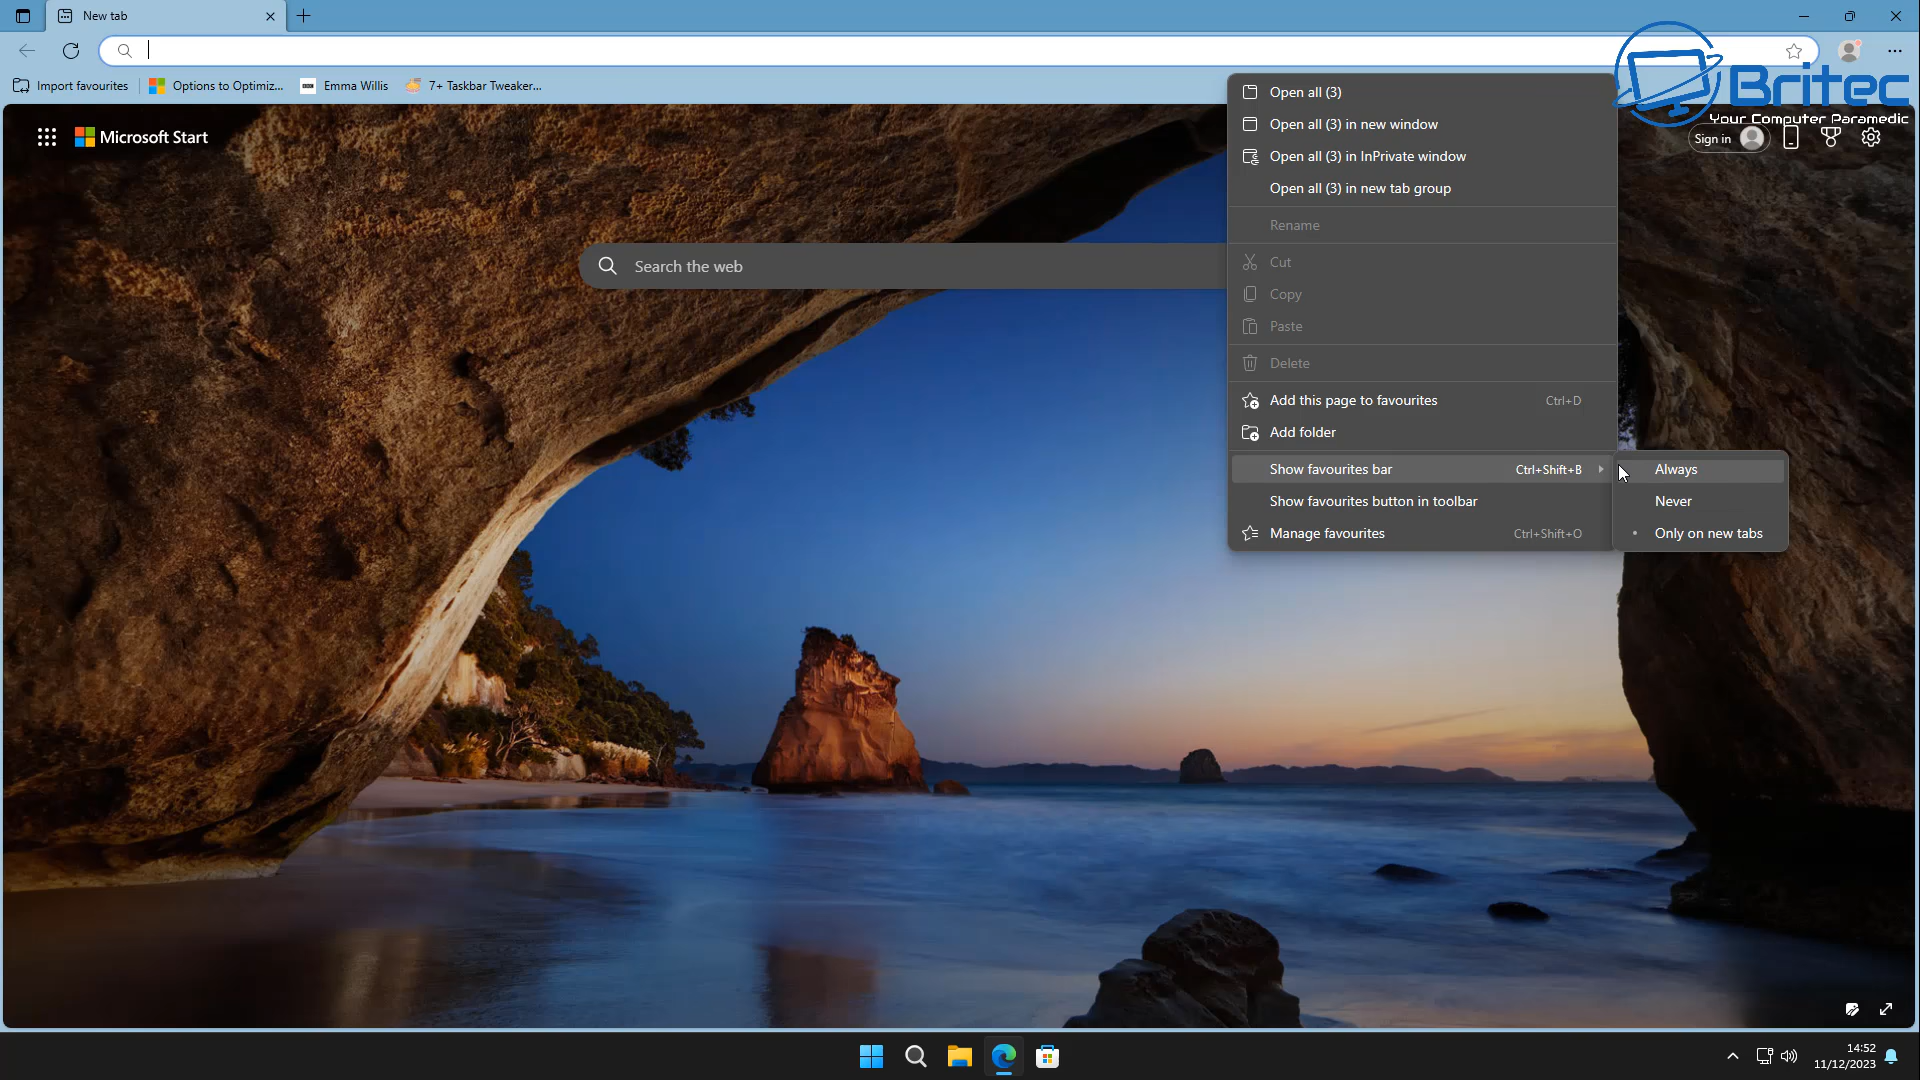 New tab
Import favourites
Options to Optimiz...
Emma Willis
7+ Taskbar Tweaker...
Britec
Your Computer Paramedic
Microsoft Start
Sign in
Search the web
Open all (3)
Open all (3) in new window
Open all (3) in InPrivate window
Open all (3) in new tab group
Rename
Cut
Copy
Paste
Delete
Add this page to favourites Ctrl+D
Add folder
Show favourites bar Ctrl+Shift+B
Show favourites button in toolbar
Manage favourites Ctrl+Shift+O
Always
Never
Only on new tabs
14:52
11/12/2023